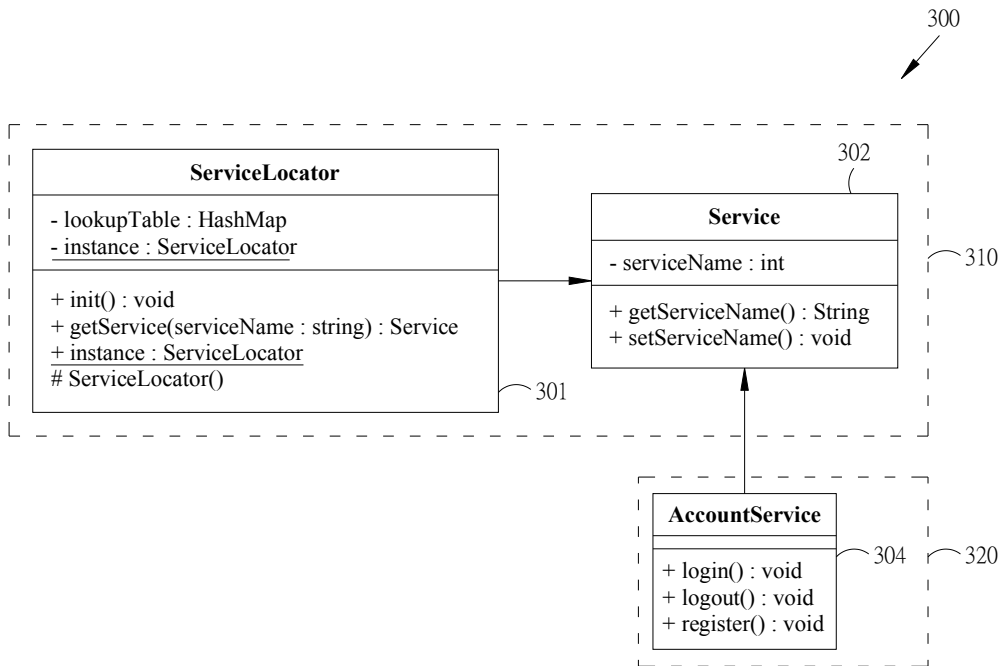 300
ServiceLocator
- lookupTable : HashMap
- instance : ServiceLocator
+ init() : void
+ getService(serviceName : string) : Service
+ instance : ServiceLocator
# ServiceLocator()
301
302
Service
- serviceName : int
+ getServiceName() : String
+ setServiceName() : void
310
AccountService
+ login() : void
+ logout() : void
+ register() : void
304
320